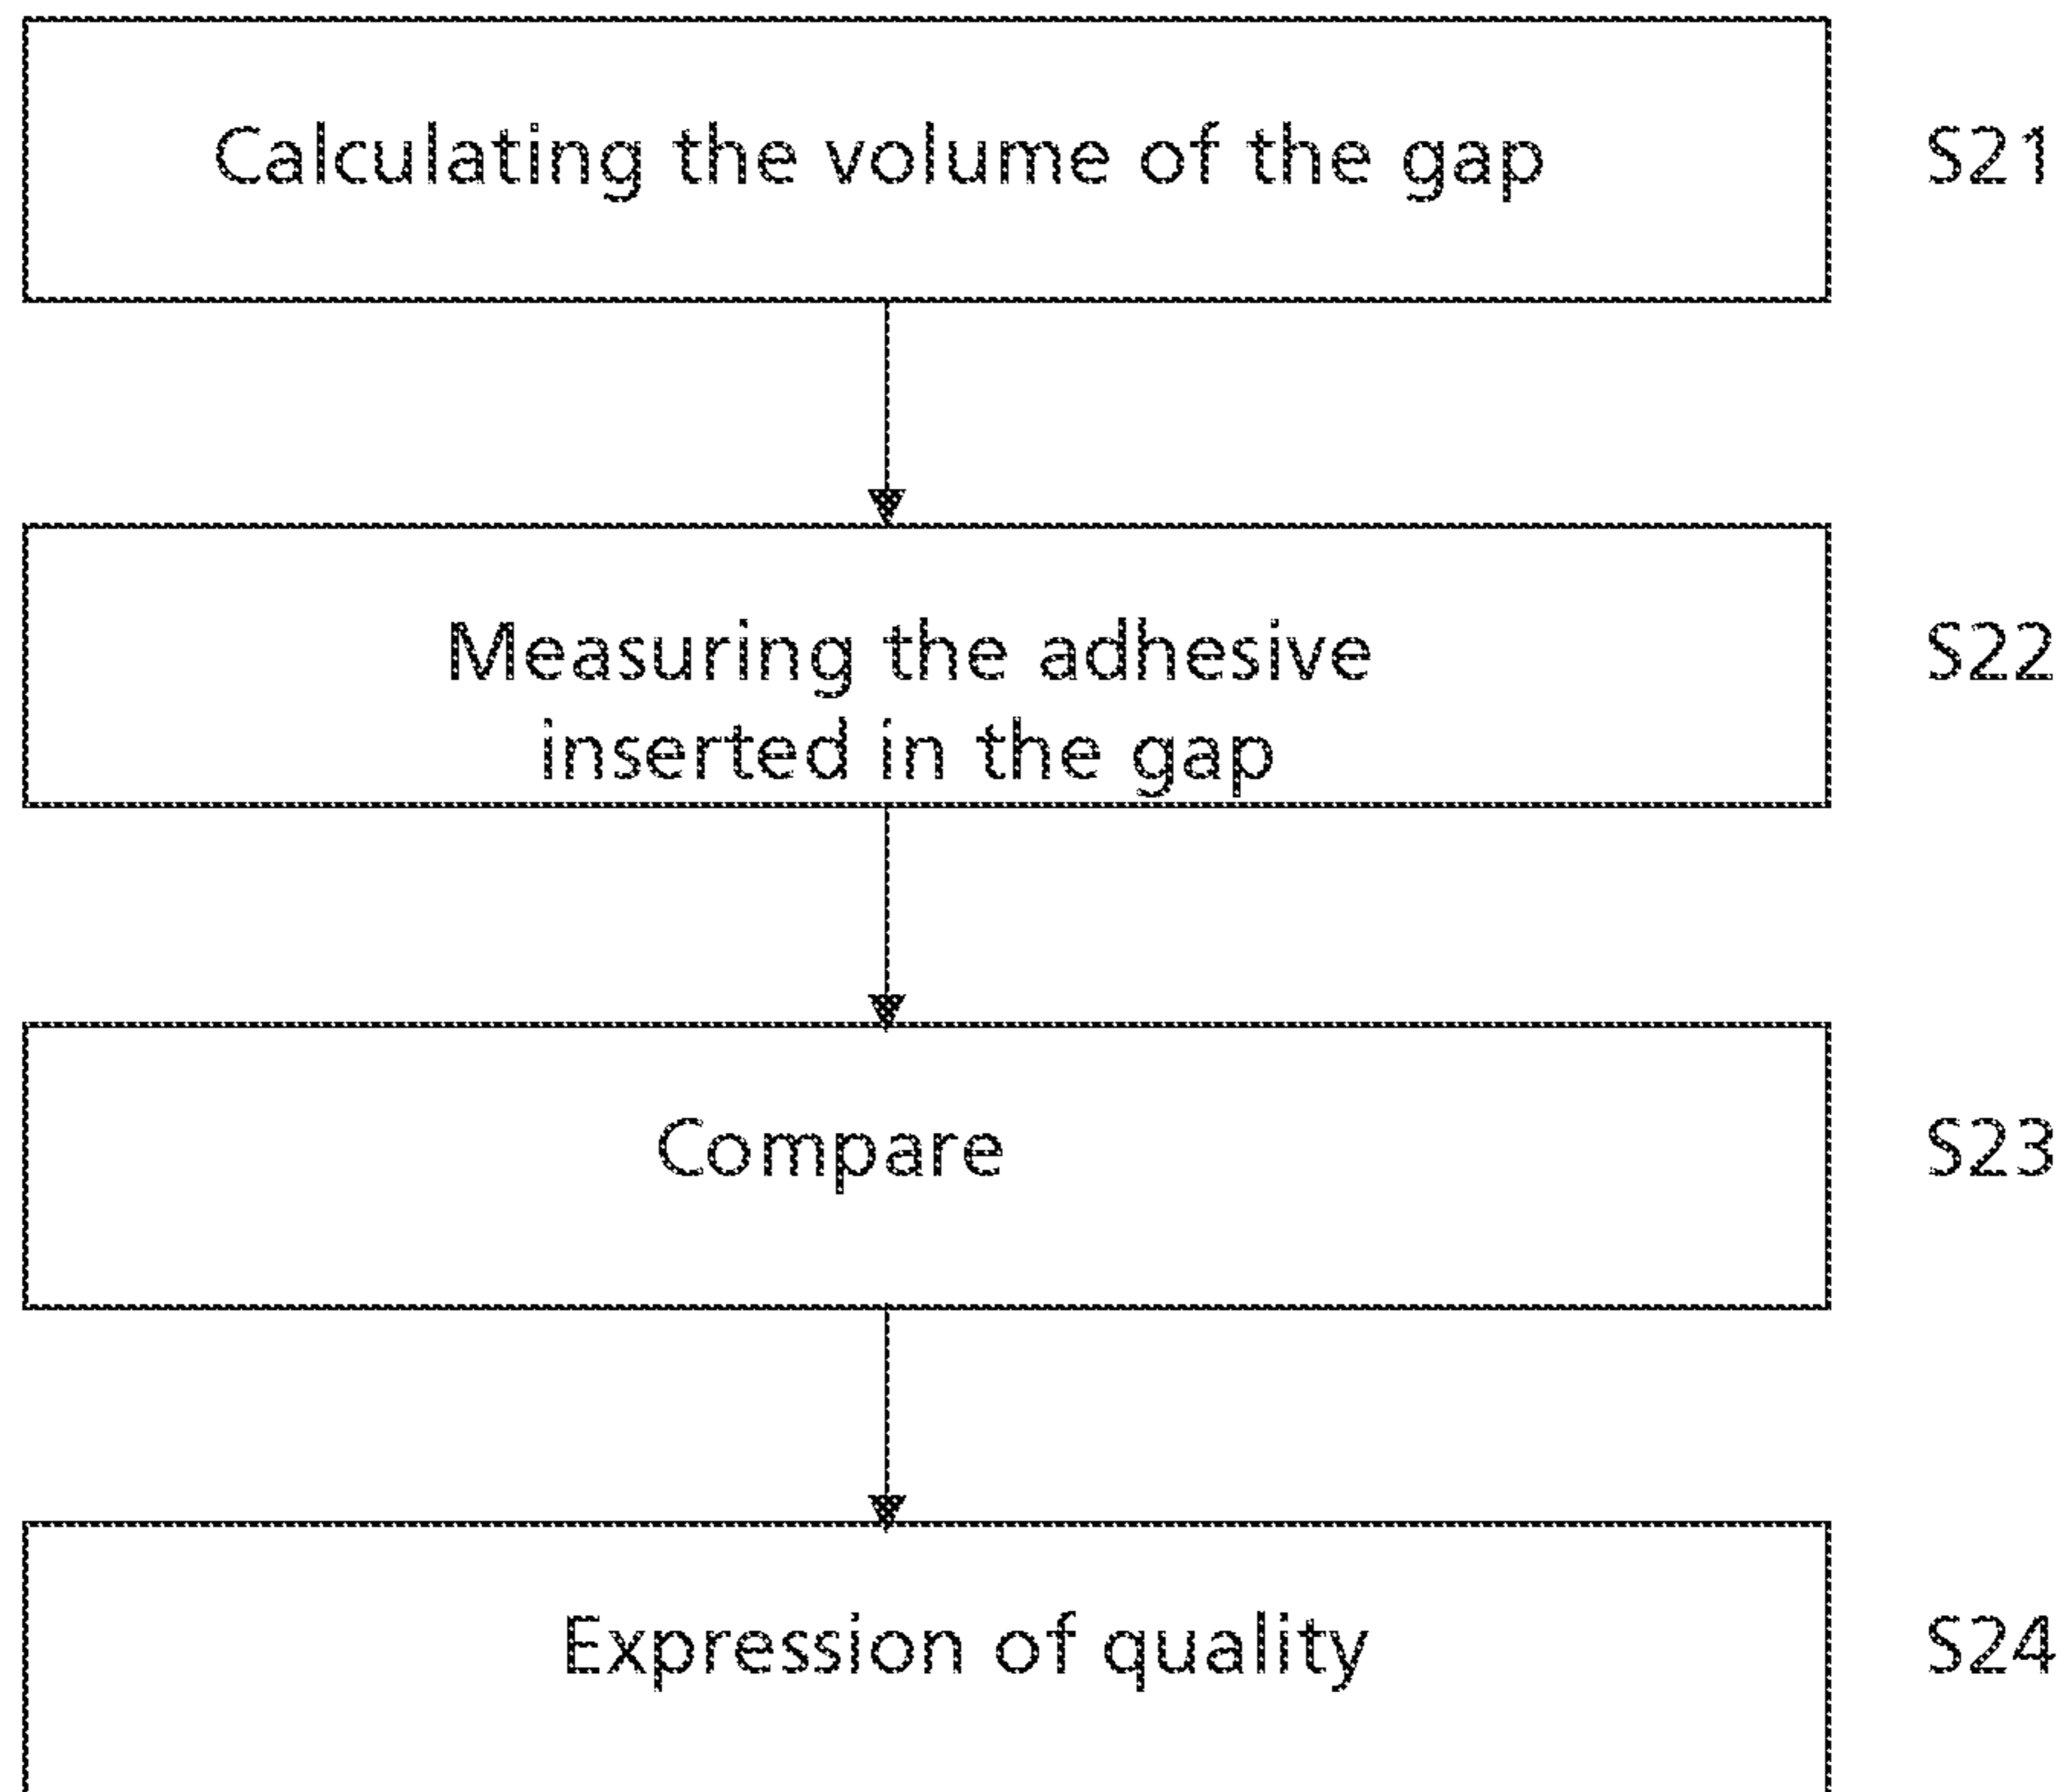 Calculating the volume of the gap
S21
Measuring the adhesive
inserted in the gap
S22
Compare
S23
Expression of quality
S24